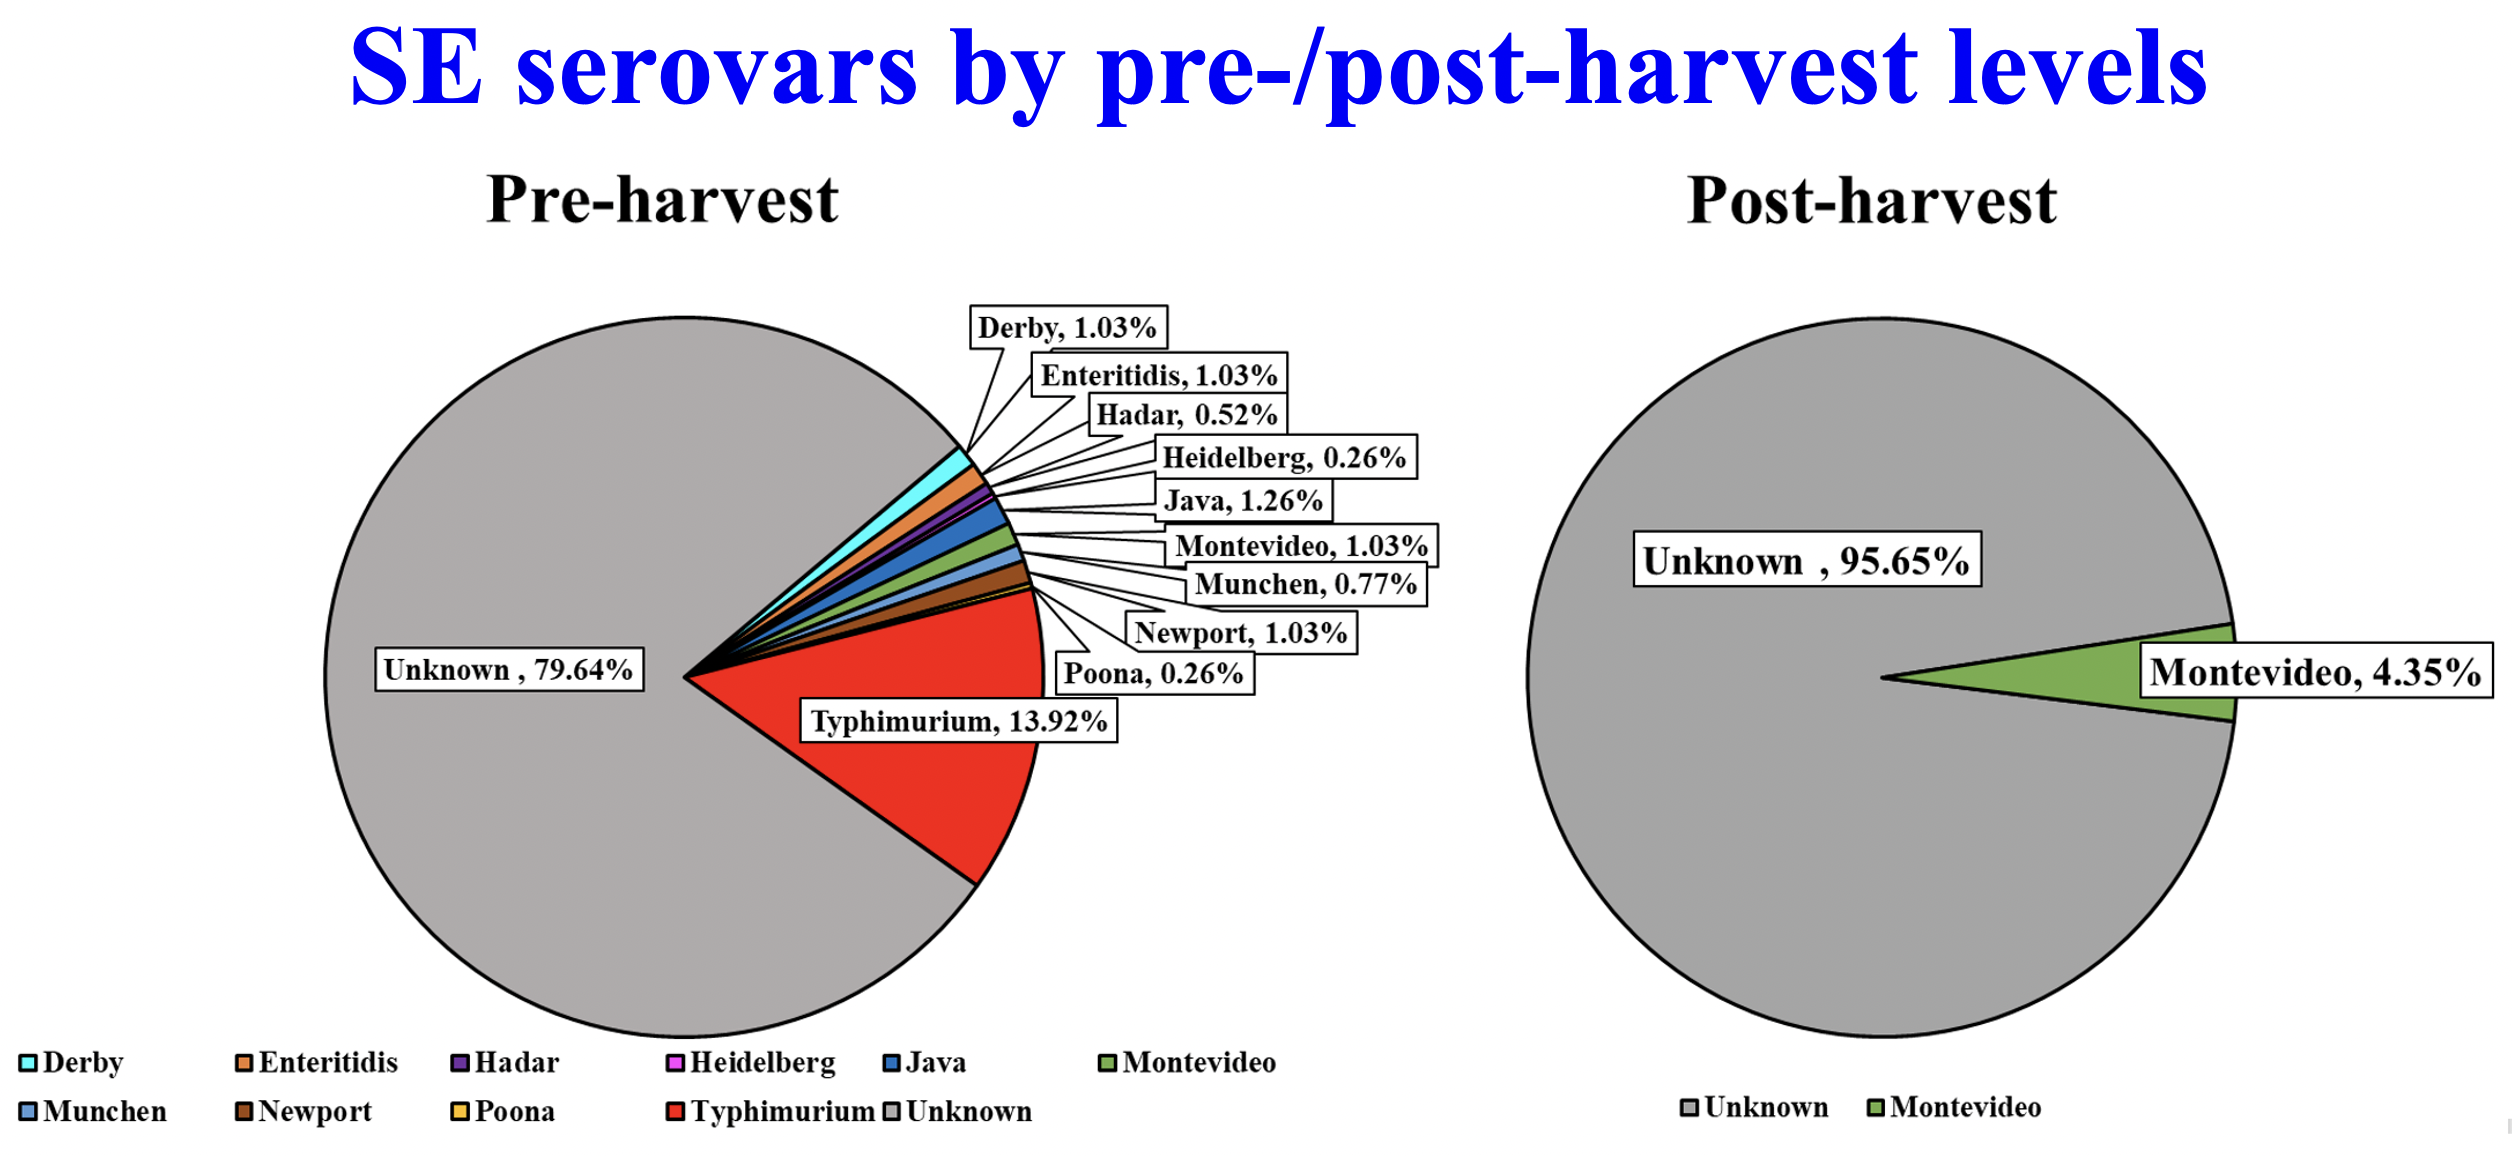 SE serovars by pre-/post-harvest levels
Pre-harvest
Derby, 1.03%
Enteritidis, 1.03%
Hadar, 0.52%
Heidelberg, 0.26%
Java, 1.26%
Montevideo, 1.03%
Munchen, 0.77%
Newport, 1.03%
Poona, 0.26%
Typhimurium, 13.92%
Unknown , 79.64%
Derby
Enteritidis
Hadar
Heidelberg
Java
Montevideo
Munchen
Newport
Poona
Typhimurium
Unknown
Post-harvest
Unknown , 95.65%
Montevideo, 4.35%
Unknown
Montevideo